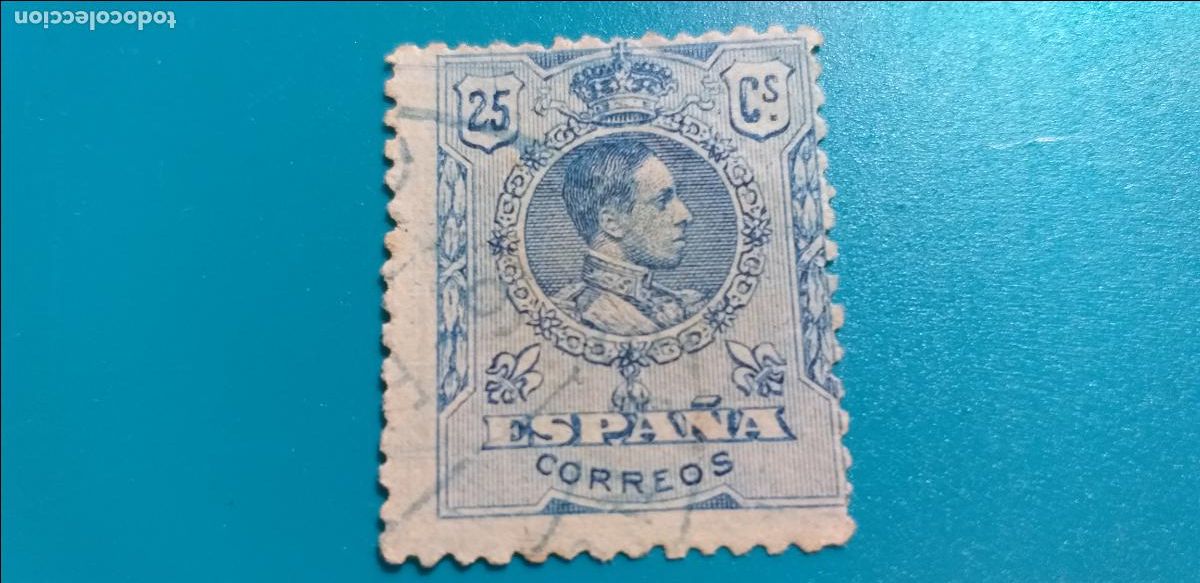 todocoleccion
25 Cs.
ESPAÑA
CORREOS